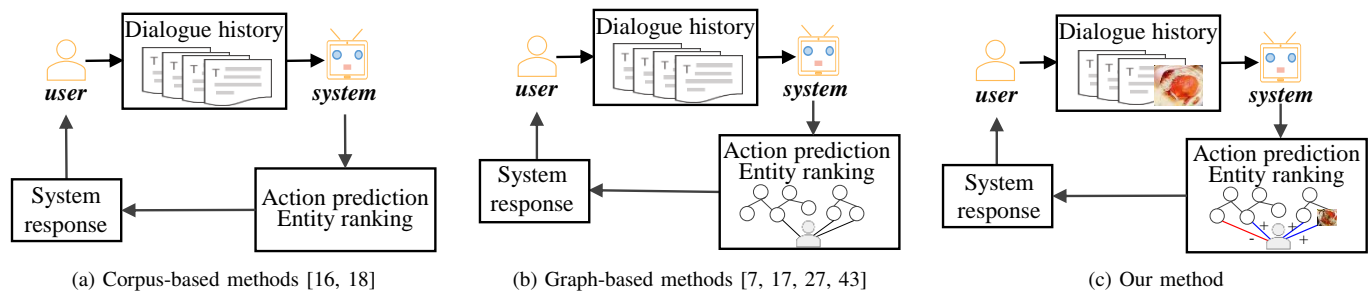 Dialogue history
T
T
T
T
user
system
Action prediction
Entity ranking
System
response
(a) Corpus-based methods [16, 18]
Dialogue history
T
T
T
T
user
system
Action prediction
Entity ranking
System
response
(b) Graph-based methods [7, 17, 27, 43]
Dialogue history
T
T
T
user
system
Action prediction
Entity ranking
+ +
- +
System
response
(c) Our method